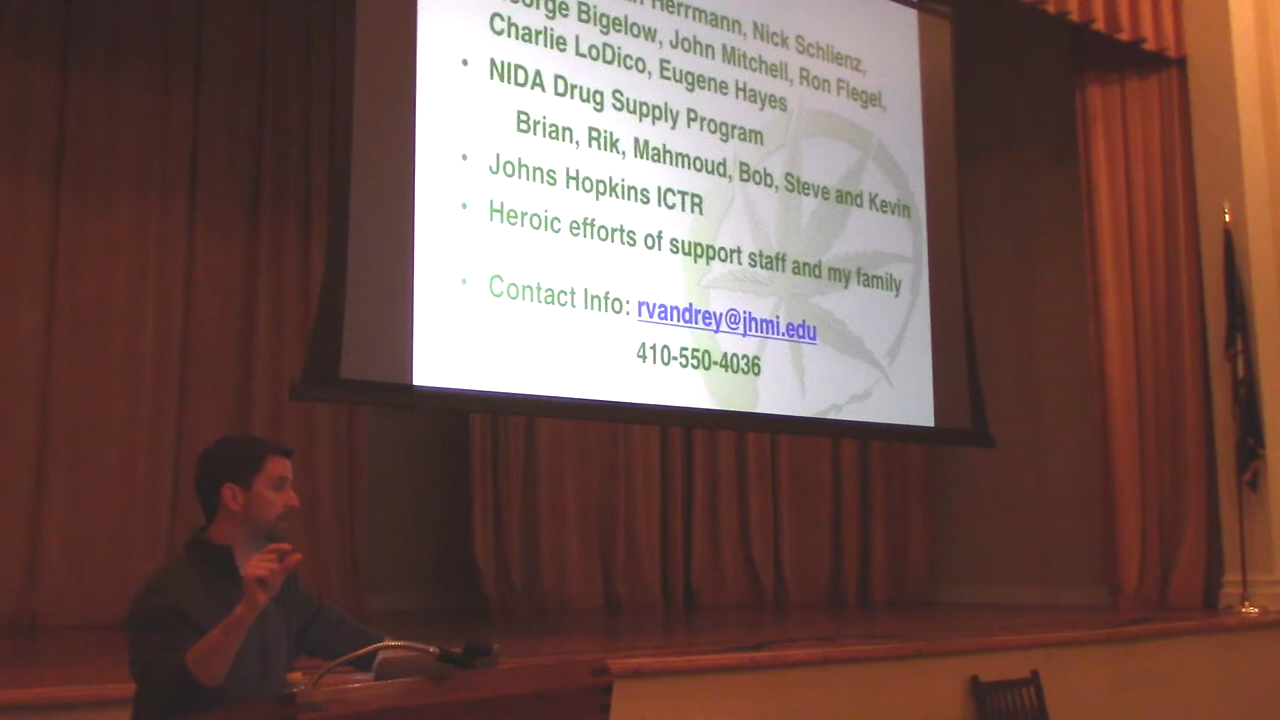 Herrmann, Nick Schlienz,
George Bigelow, John Mitchell, Ron Flegel,
Charlie LoDico, Eugene Hayes
• NIDA Drug Supply Program
Brian, Rik, Mahmoud, Bob, Steve and Kevin
• Johns Hopkins ICTR
• Heroic efforts of support staff and my family
• Contact Info: rvandrey@jhmi.edu
410-550-4036